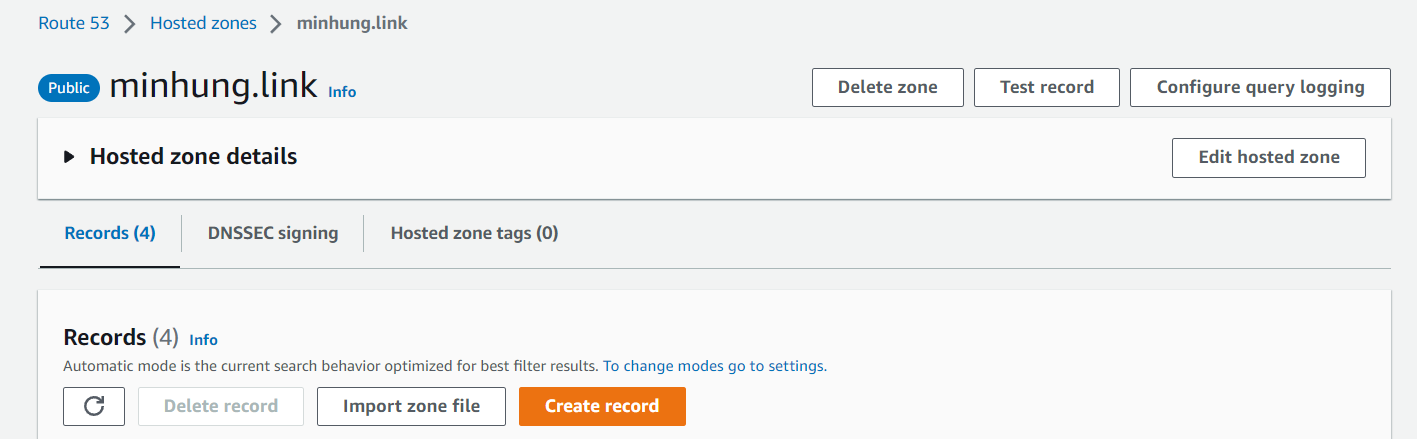 Route 53 > Hosted zones > minhung.link
Public minhung.link Info
Delete zone Test record Configure query logging
Hosted zone details Edit hosted zone
Records (4) DNSSEC signing Hosted zone tags (0)
Records (4) Info
Automatic mode is the current search behavior optimized for best filter results. To change modes go to settings.
Delete record Import zone file Create record